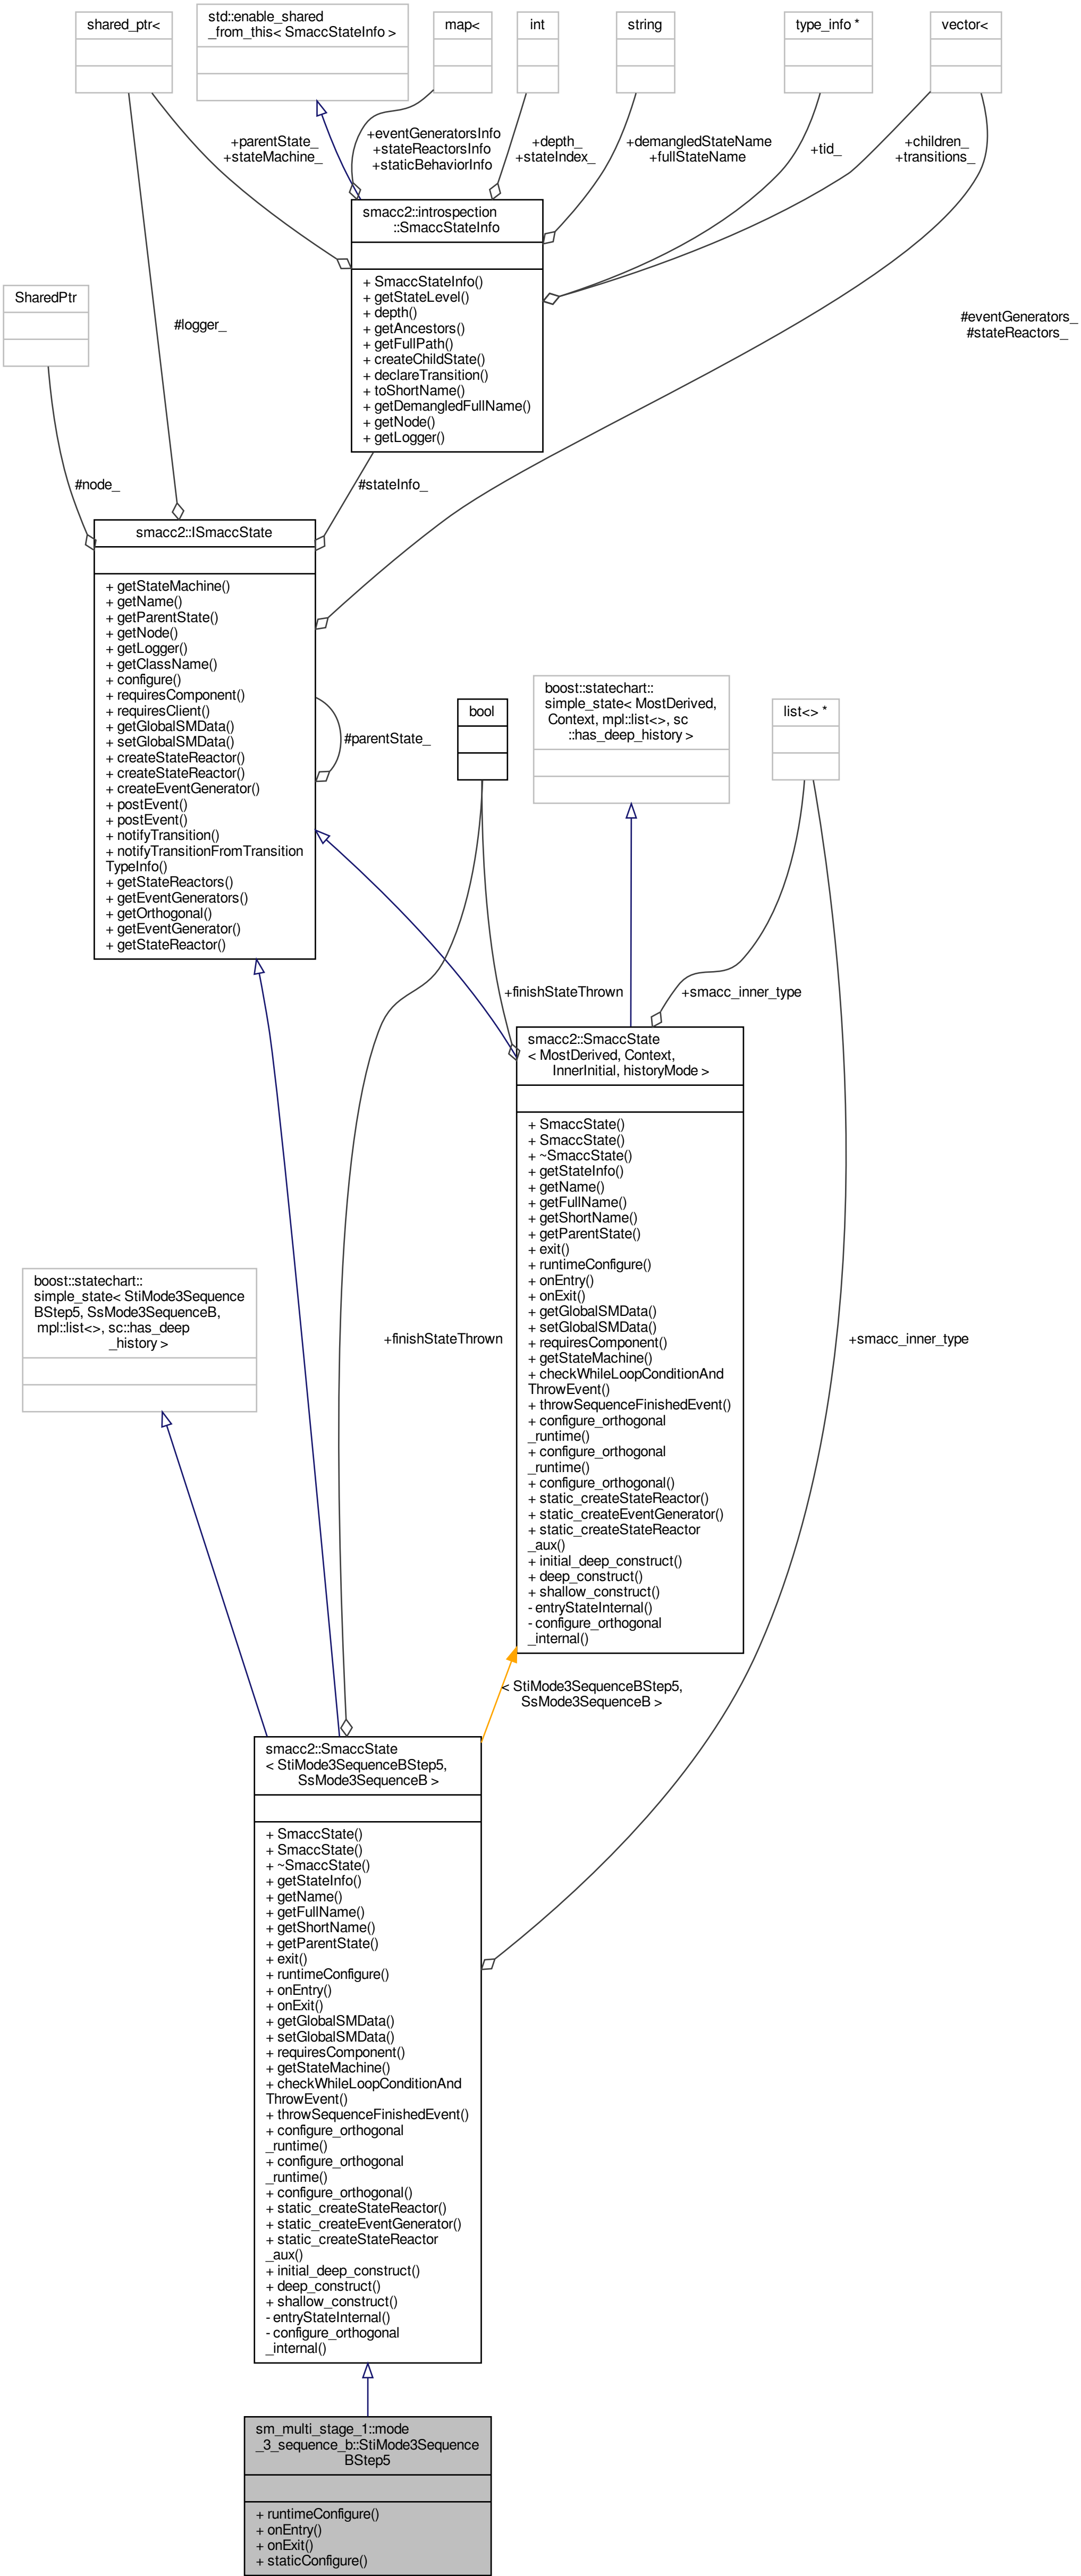 shared_ptr<
std::enable_shared
_from_this< SmaccStateInfo >
map<
int
string
type_info *
vector<
+parentState_
+stateMachine_
+eventGeneratorsInfo
+stateReactorsInfo
+staticBehaviorInfo
+depth_
+stateIndex_
+demangledStateName
+fullStateName
+tid_
+children_
+transitions_
smacc2::introspection
::SmaccStateInfo
+ SmaccStateInfo()
+ getStateLevel()
+ depth()
+ getAncestors()
+ getFullPath()
+ createChildState()
+ declareTransition()
+ toShortName()
+ getDemangledFullName()
+ getNode()
+ getLogger()
SharedPtr
#logger_
#eventGenerators_
#stateReactors_
#node_
#stateInfo_
smacc2::ISmaccState
+ getStateMachine()
+ getName()
+ getParentState()
+ getNode()
+ getLogger()
+ getClassName()
+ configure()
+ requiresComponent()
+ requiresClient()
+ getGlobalSMData()
+ setGlobalSMData()
+ createStateReactor()
+ createStateReactor()
+ createEventGenerator()
+ postEvent()
+ postEvent()
+ notifyTransition()
+ notifyTransitionFromTransition
TypeInfo()
+ getStateReactors()
+ getEventGenerators()
+ getOrthogonal()
+ getEventGenerator()
+ getStateReactor()
#parentState_
bool
boost::statechart::
simple_state< MostDerived,
Context, mpl::list<>, sc
::has_deep_history >
list<> *
+finishStateThrown
+smacc_inner_type
smacc2::SmaccState
< MostDerived, Context,
InnerInitial, historyMode >
+ SmaccState()
+ SmaccState()
+ ~SmaccState()
+ getStateInfo()
+ getName()
+ getFullName()
+ getShortName()
+ getParentState()
+ exit()
+ runtimeConfigure()
+ onEntry()
+ onExit()
+ getGlobalSMData()
+ setGlobalSMData()
+ requiresComponent()
+ getStateMachine()
+ checkWhileLoopConditionAnd
ThrowEvent()
+ throwSequenceFinishedEvent()
+ configure_orthogonal
_runtime()
+ configure_orthogonal
_runtime()
+ configure_orthogonal()
+ static_createStateReactor()
+ static_createEventGenerator()
+ static_createStateReactor
_aux()
+ initial_deep_construct()
+ deep_construct()
+ shallow_construct()
- entryStateInternal()
- configure_orthogonal
_internal()
boost::statechart::
simple_state< StiMode3Sequence
BStep5, SsMode3SequenceB,
mpl::list<>, sc::has_deep
_history >
+finishStateThrown
+smacc_inner_type
< StiMode3SequenceBStep5,
SsMode3SequenceB >
smacc2::SmaccState
< StiMode3SequenceBStep5,
SsMode3SequenceB >
+ SmaccState()
+ SmaccState()
+ ~SmaccState()
+ getStateInfo()
+ getName()
+ getFullName()
+ getShortName()
+ getParentState()
+ exit()
+ runtimeConfigure()
+ onEntry()
+ onExit()
+ getGlobalSMData()
+ setGlobalSMData()
+ requiresComponent()
+ getStateMachine()
+ checkWhileLoopConditionAnd
ThrowEvent()
+ throwSequenceFinishedEvent()
+ configure_orthogonal
_runtime()
+ configure_orthogonal
_runtime()
+ configure_orthogonal()
+ static_createStateReactor()
+ static_createEventGenerator()
+ static_createStateReactor
_aux()
+ initial_deep_construct()
+ deep_construct()
+ shallow_construct()
- entryStateInternal()
- configure_orthogonal
_internal()
sm_multi_stage_1::mode
_3_sequence_b::StiMode3Sequence
BStep5
+ runtimeConfigure()
+ onEntry()
+ onExit()
+ staticConfigure()